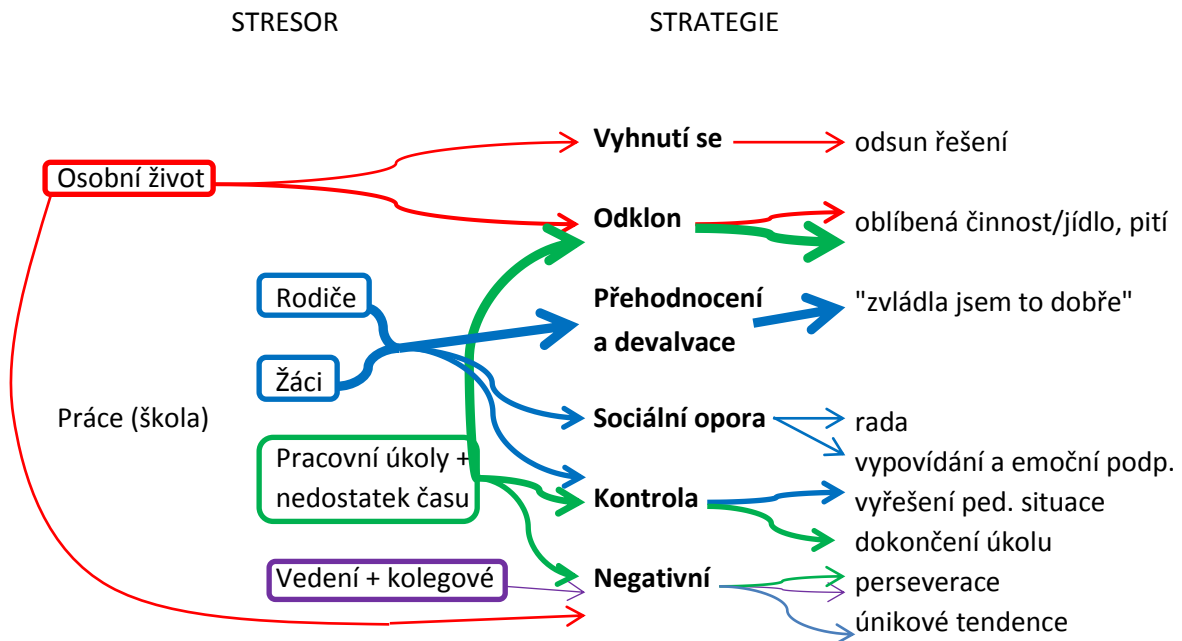 STRESOR STRATEGIE
Vyhnutí se odsun řešení
Osobní život
Odklon oblíbená činnost/jídlo, pití
Rodiče
Přehodnocení
a devalvace
"zvládla jsem to dobře"
Žáci
Práce (škola)
Sociální opora rada
vypovídání a emoční podp.
Pracovní úkoly +
nedostatek času
Kontrola vyřešení ped. situace
dokončení úkolu
Vedení + kolegové
Negativní perseverace
únikové tendence